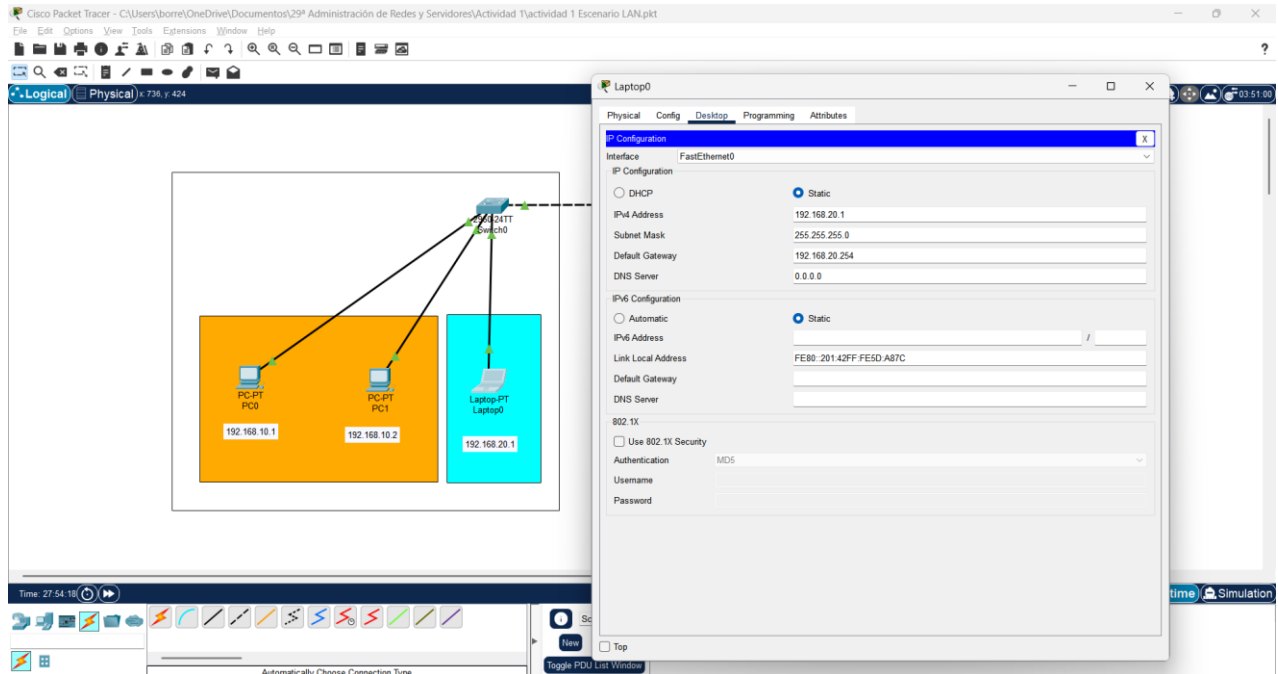 Cisco Packet Tracer - C:\Users\borre\OneDrive\Documentos\29ª Administración de Redes y Servidores\Actividad 1\actividad 1 Escenario LAN.pkt
File Edit Options View Tools Extensions Window Help
?
Logical Physical x: 736, y: 424
03:51:00
2960-24TT
Switch0
PC-PT
PC0
PC-PT
PC1
Laptop-PT
Laptop0
192.168.10.1
192.168.10.2
192.168.20.1
Laptop0
Physical Config Desktop Programming Attributes
IP Configuration X
Interface FastEthernet0
IP Configuration
DHCP Static
IPv4 Address 192.168.20.1
Subnet Mask 255.255.255.0
Default Gateway 192.168.20.254
DNS Server 0.0.0.0
IPv6 Configuration
Automatic Static
IPv6 Address /
Link Local Address FE80::201:42FF:FE5D:A87C
Default Gateway
DNS Server
802.1X
Use 802.1X Security
Authentication MD5
Username
Password
Top
Time: 27:54:18
time Simulation
Sc
New
Toggle PDU List Window
Automatically Choose Connection Type